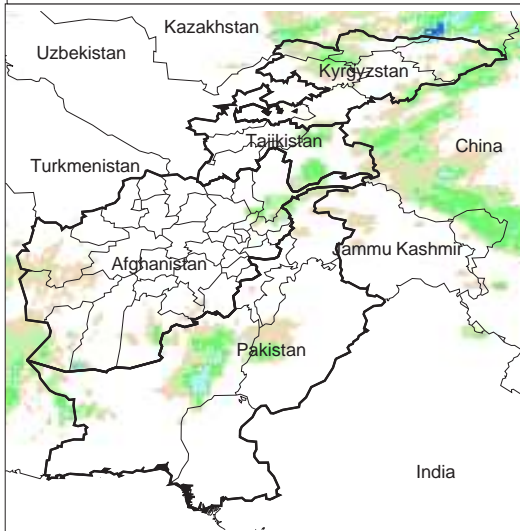 Kazakhstan
Uzbekistan
Kyrgyzstan
Tajikistan
China
Turkmenistan
Jammu Kashmir
Afghanistan
Pakistan
India